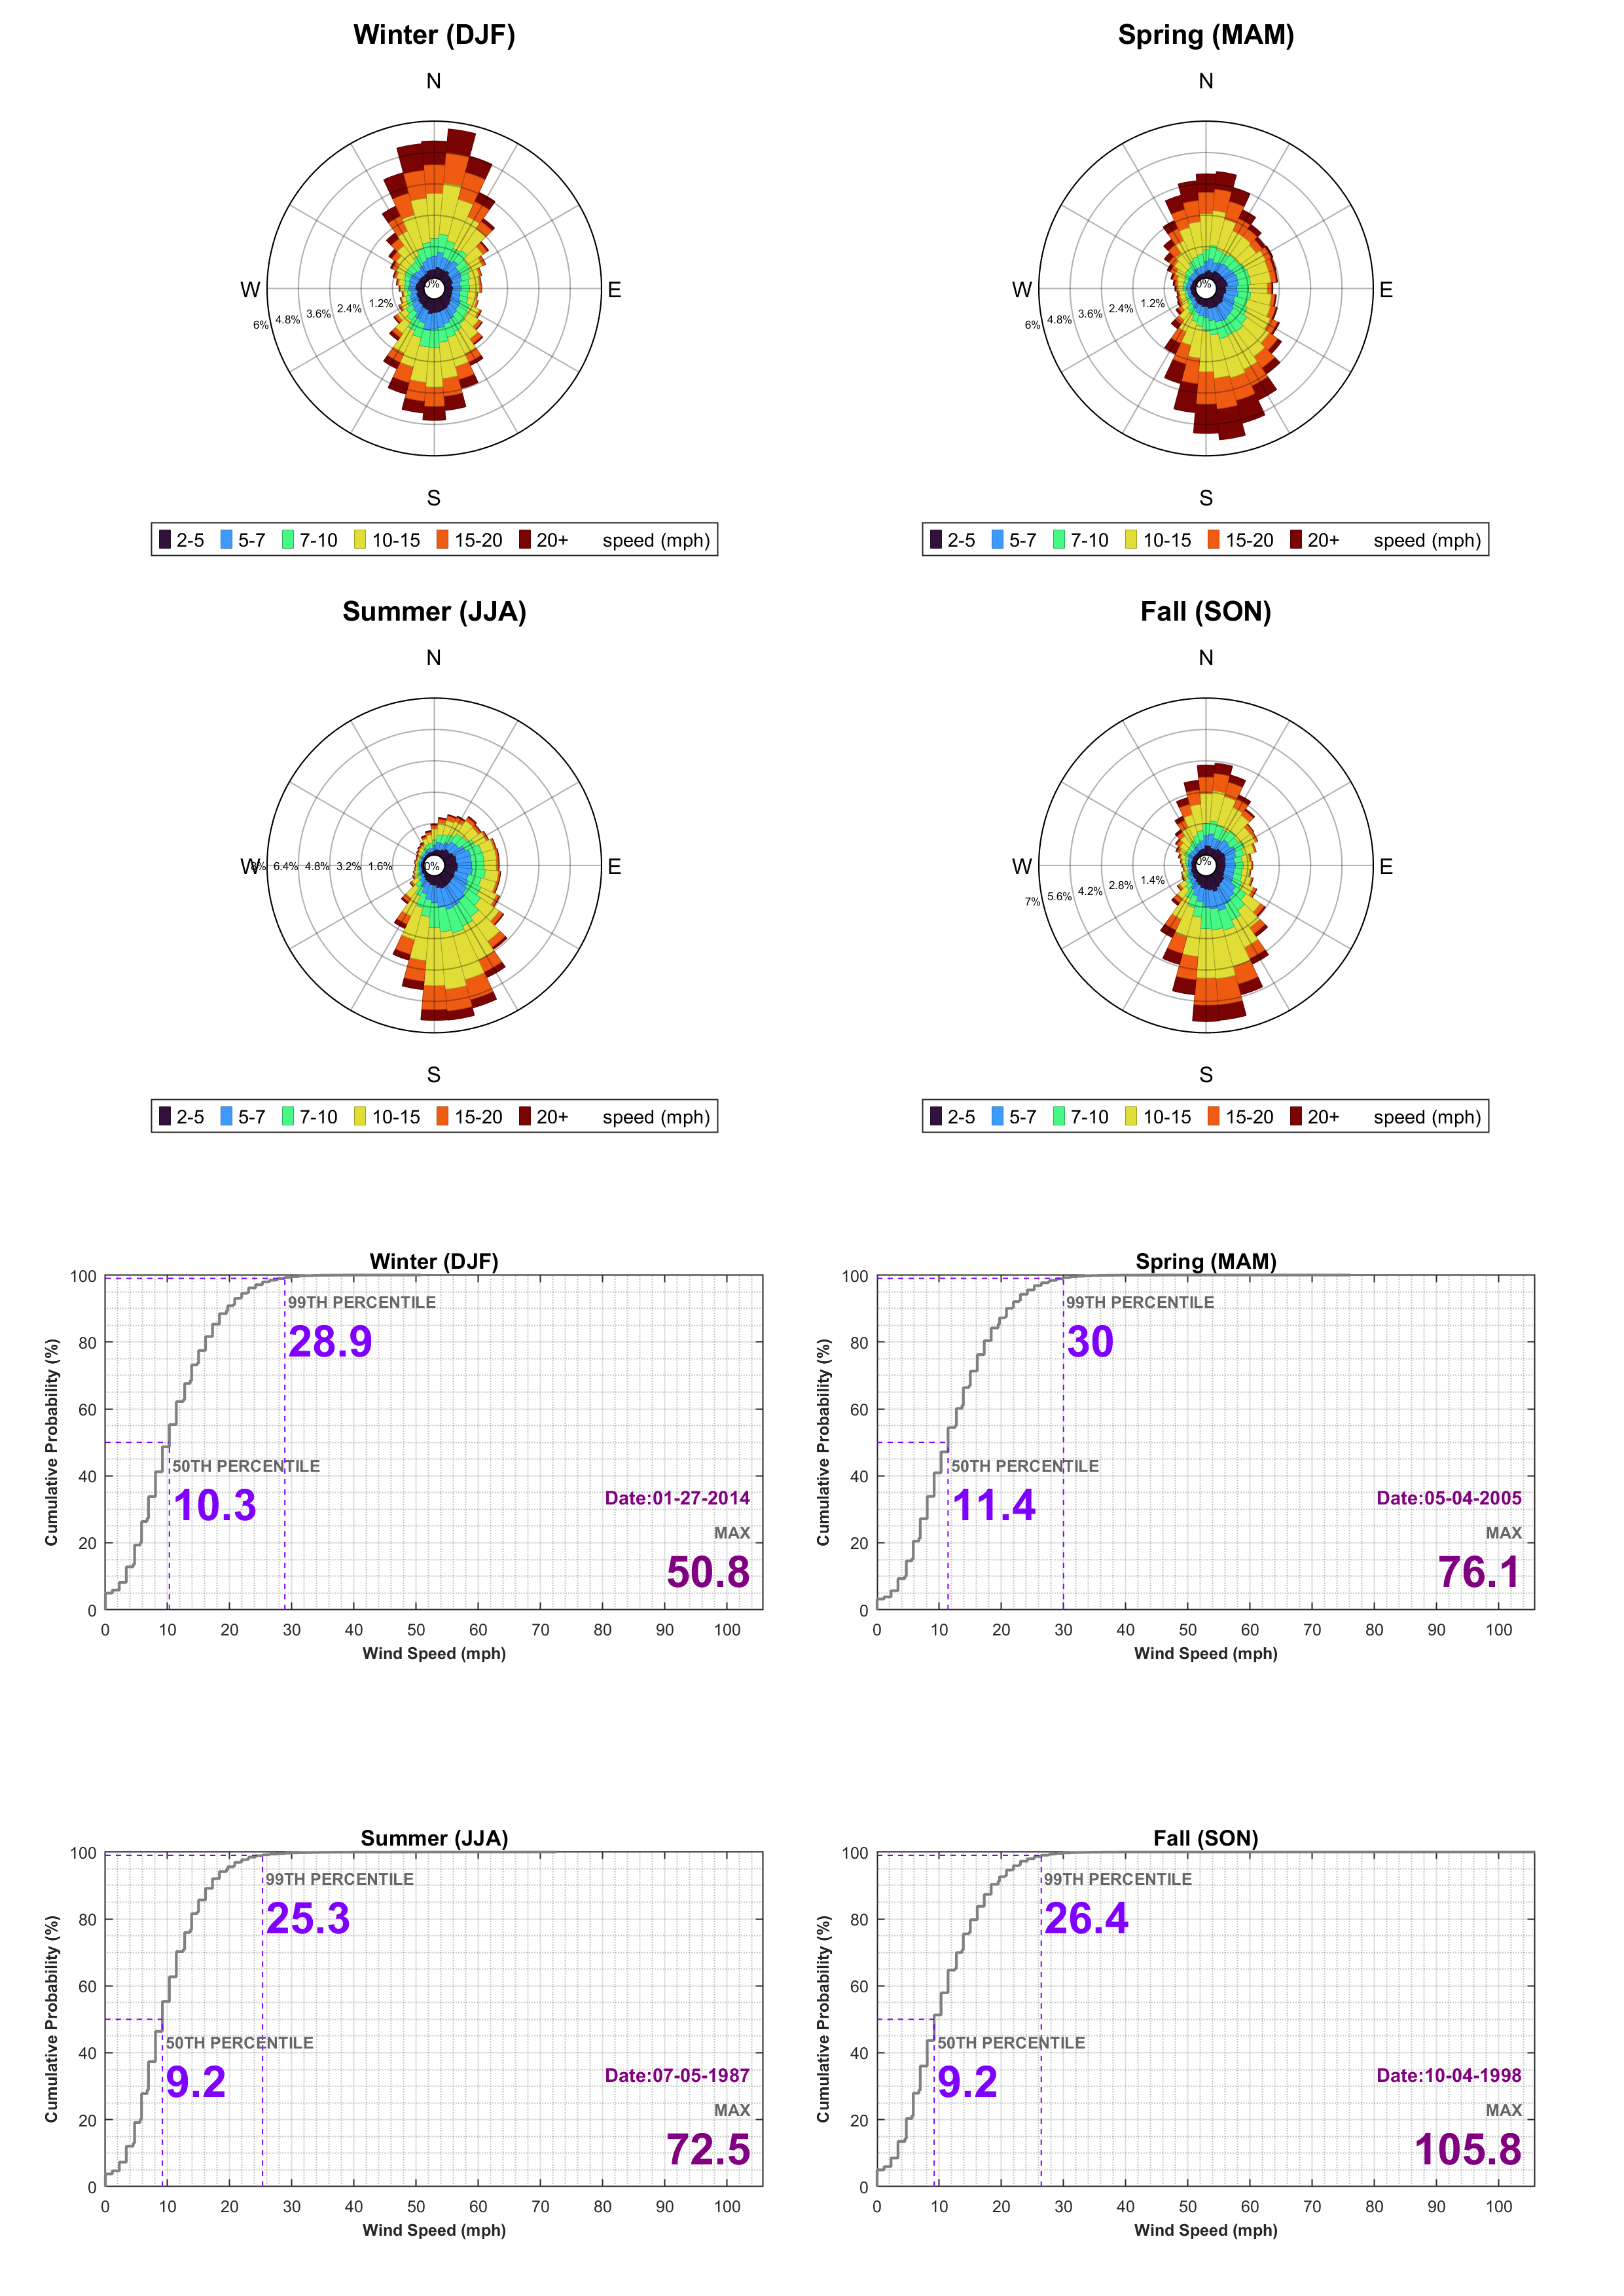 Winter (DJF)
N
W
E
0%
1.2%
2.4%
3.6%
4.8%
6%
S
2-5 5-7 7-10 10-15 15-20 20+ speed (mph)
Spring (MAM)
N
W
E
0%
1.2%
2.4%
3.6%
4.8%
6%
S
2-5 5-7 7-10 10-15 15-20 20+ speed (mph)
Summer (JJA)
N
W
E
0%
1.6%
3.2%
4.8%
6.4%
8%
S
2-5 5-7 7-10 10-15 15-20 20+ speed (mph)
Fall (SON)
N
W
E
0%
1.4%
2.8%
4.2%
5.6%
7%
S
2-5 5-7 7-10 10-15 15-20 20+ speed (mph)
Winter (DJF)
Cumulative Probability (%)
100
80
60
40
20
0
99TH PERCENTILE
28.9
50TH PERCENTILE
10.3
Date:01-27-2014
MAX
50.8
0 10 20 30 40 50 60 70 80 90 100
Wind Speed (mph)
Spring (MAM)
Cumulative Probability (%)
100
80
60
40
20
0
99TH PERCENTILE
30
50TH PERCENTILE
11.4
Date:05-04-2005
MAX
76.1
0 10 20 30 40 50 60 70 80 90 100
Wind Speed (mph)
Summer (JJA)
Cumulative Probability (%)
100
80
60
40
20
0
99TH PERCENTILE
25.3
50TH PERCENTILE
9.2
Date:07-05-1987
MAX
72.5
0 10 20 30 40 50 60 70 80 90 100
Wind Speed (mph)
Fall (SON)
Cumulative Probability (%)
100
80
60
40
20
0
99TH PERCENTILE
26.4
50TH PERCENTILE
9.2
Date:10-04-1998
MAX
105.8
0 10 20 30 40 50 60 70 80 90 100
Wind Speed (mph)